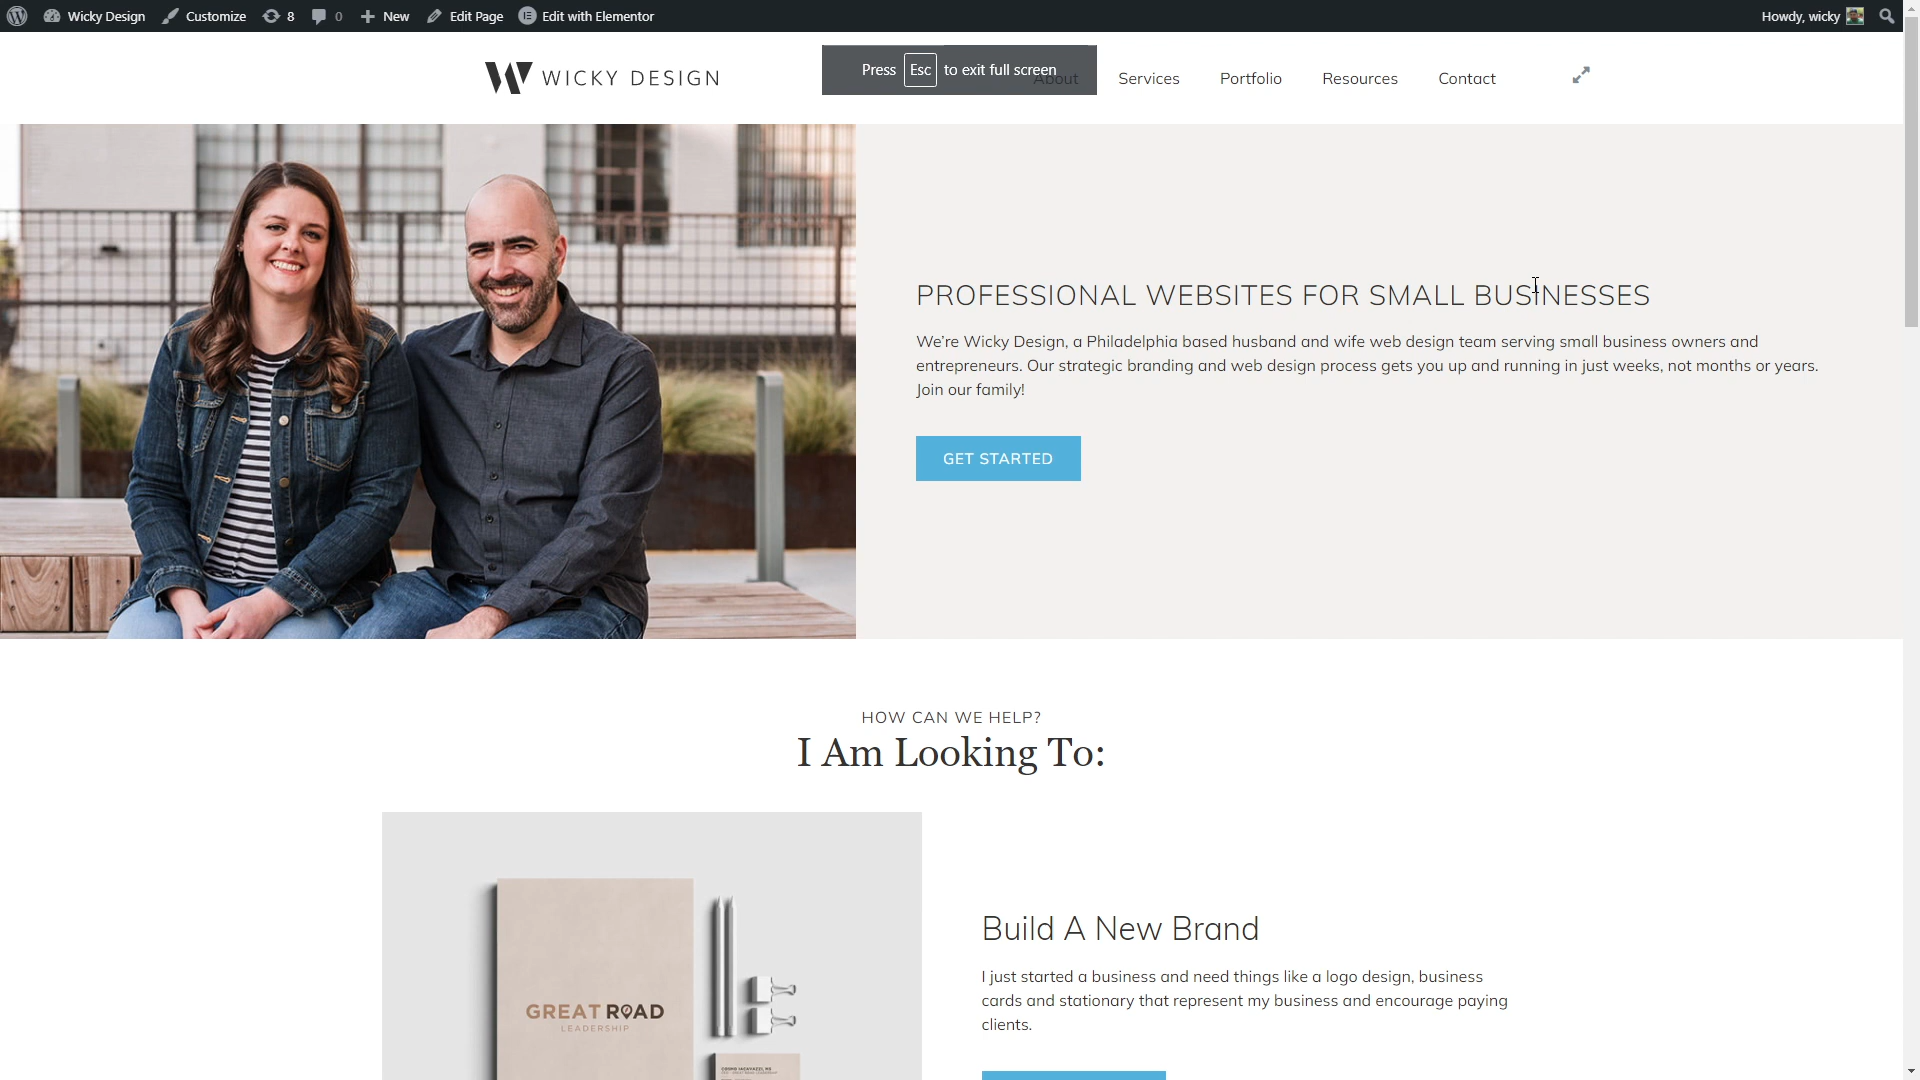 Wicky Design Customize 8 0 New Edit Page Edit with Elementor Howdy, wicky
WICKY DESIGN
Press Esc to exit full screen
About Services Portfolio Resources Contact
PROFESSIONAL WEBSITES FOR SMALL BUSINESSES
We're Wicky Design, a Philadelphia based husband and wife web design team serving small business owners and
entrepreneurs. Our strategic branding and web design process gets you up and running in just weeks, not months or years.
Join our family!
GET STARTED
HOW CAN WE HELP?
I Am Looking To:
GREAT ROAD
LEADERSHIP
Build A New Brand
I just started a business and need things like a logo design, business
cards and stationary that represent my business and encourage paying
clients.